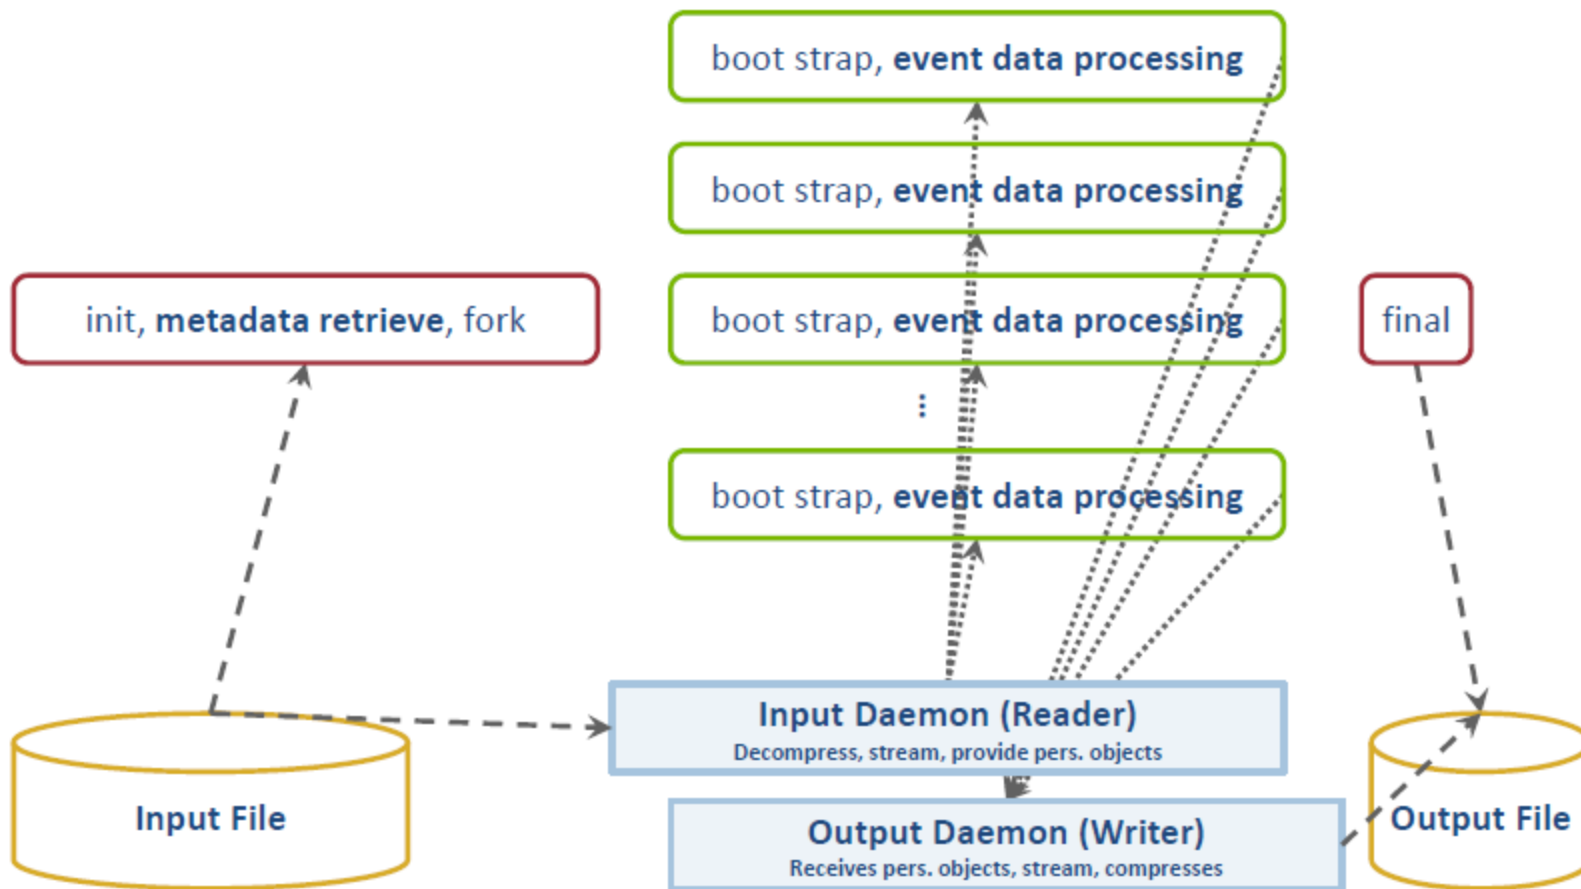 boot strap, event data processing
boot strap, event data processing
init, metadata retrieve, fork
boot strap, event data processing
final
⋮
boot strap, event data processing
Input Daemon (Reader)
Decompress, stream, provide pers. objects
Input File
Output Daemon (Writer)
Receives pers. objects, stream, compresses
Output File